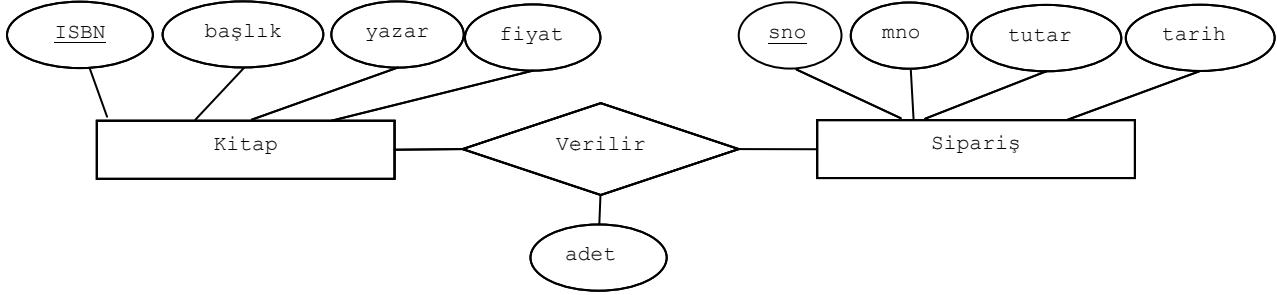 ISBN
başlık
yazar
fiyat
sno
mno
tutar
tarih
Kitap
Verilir
Sipariş
adet